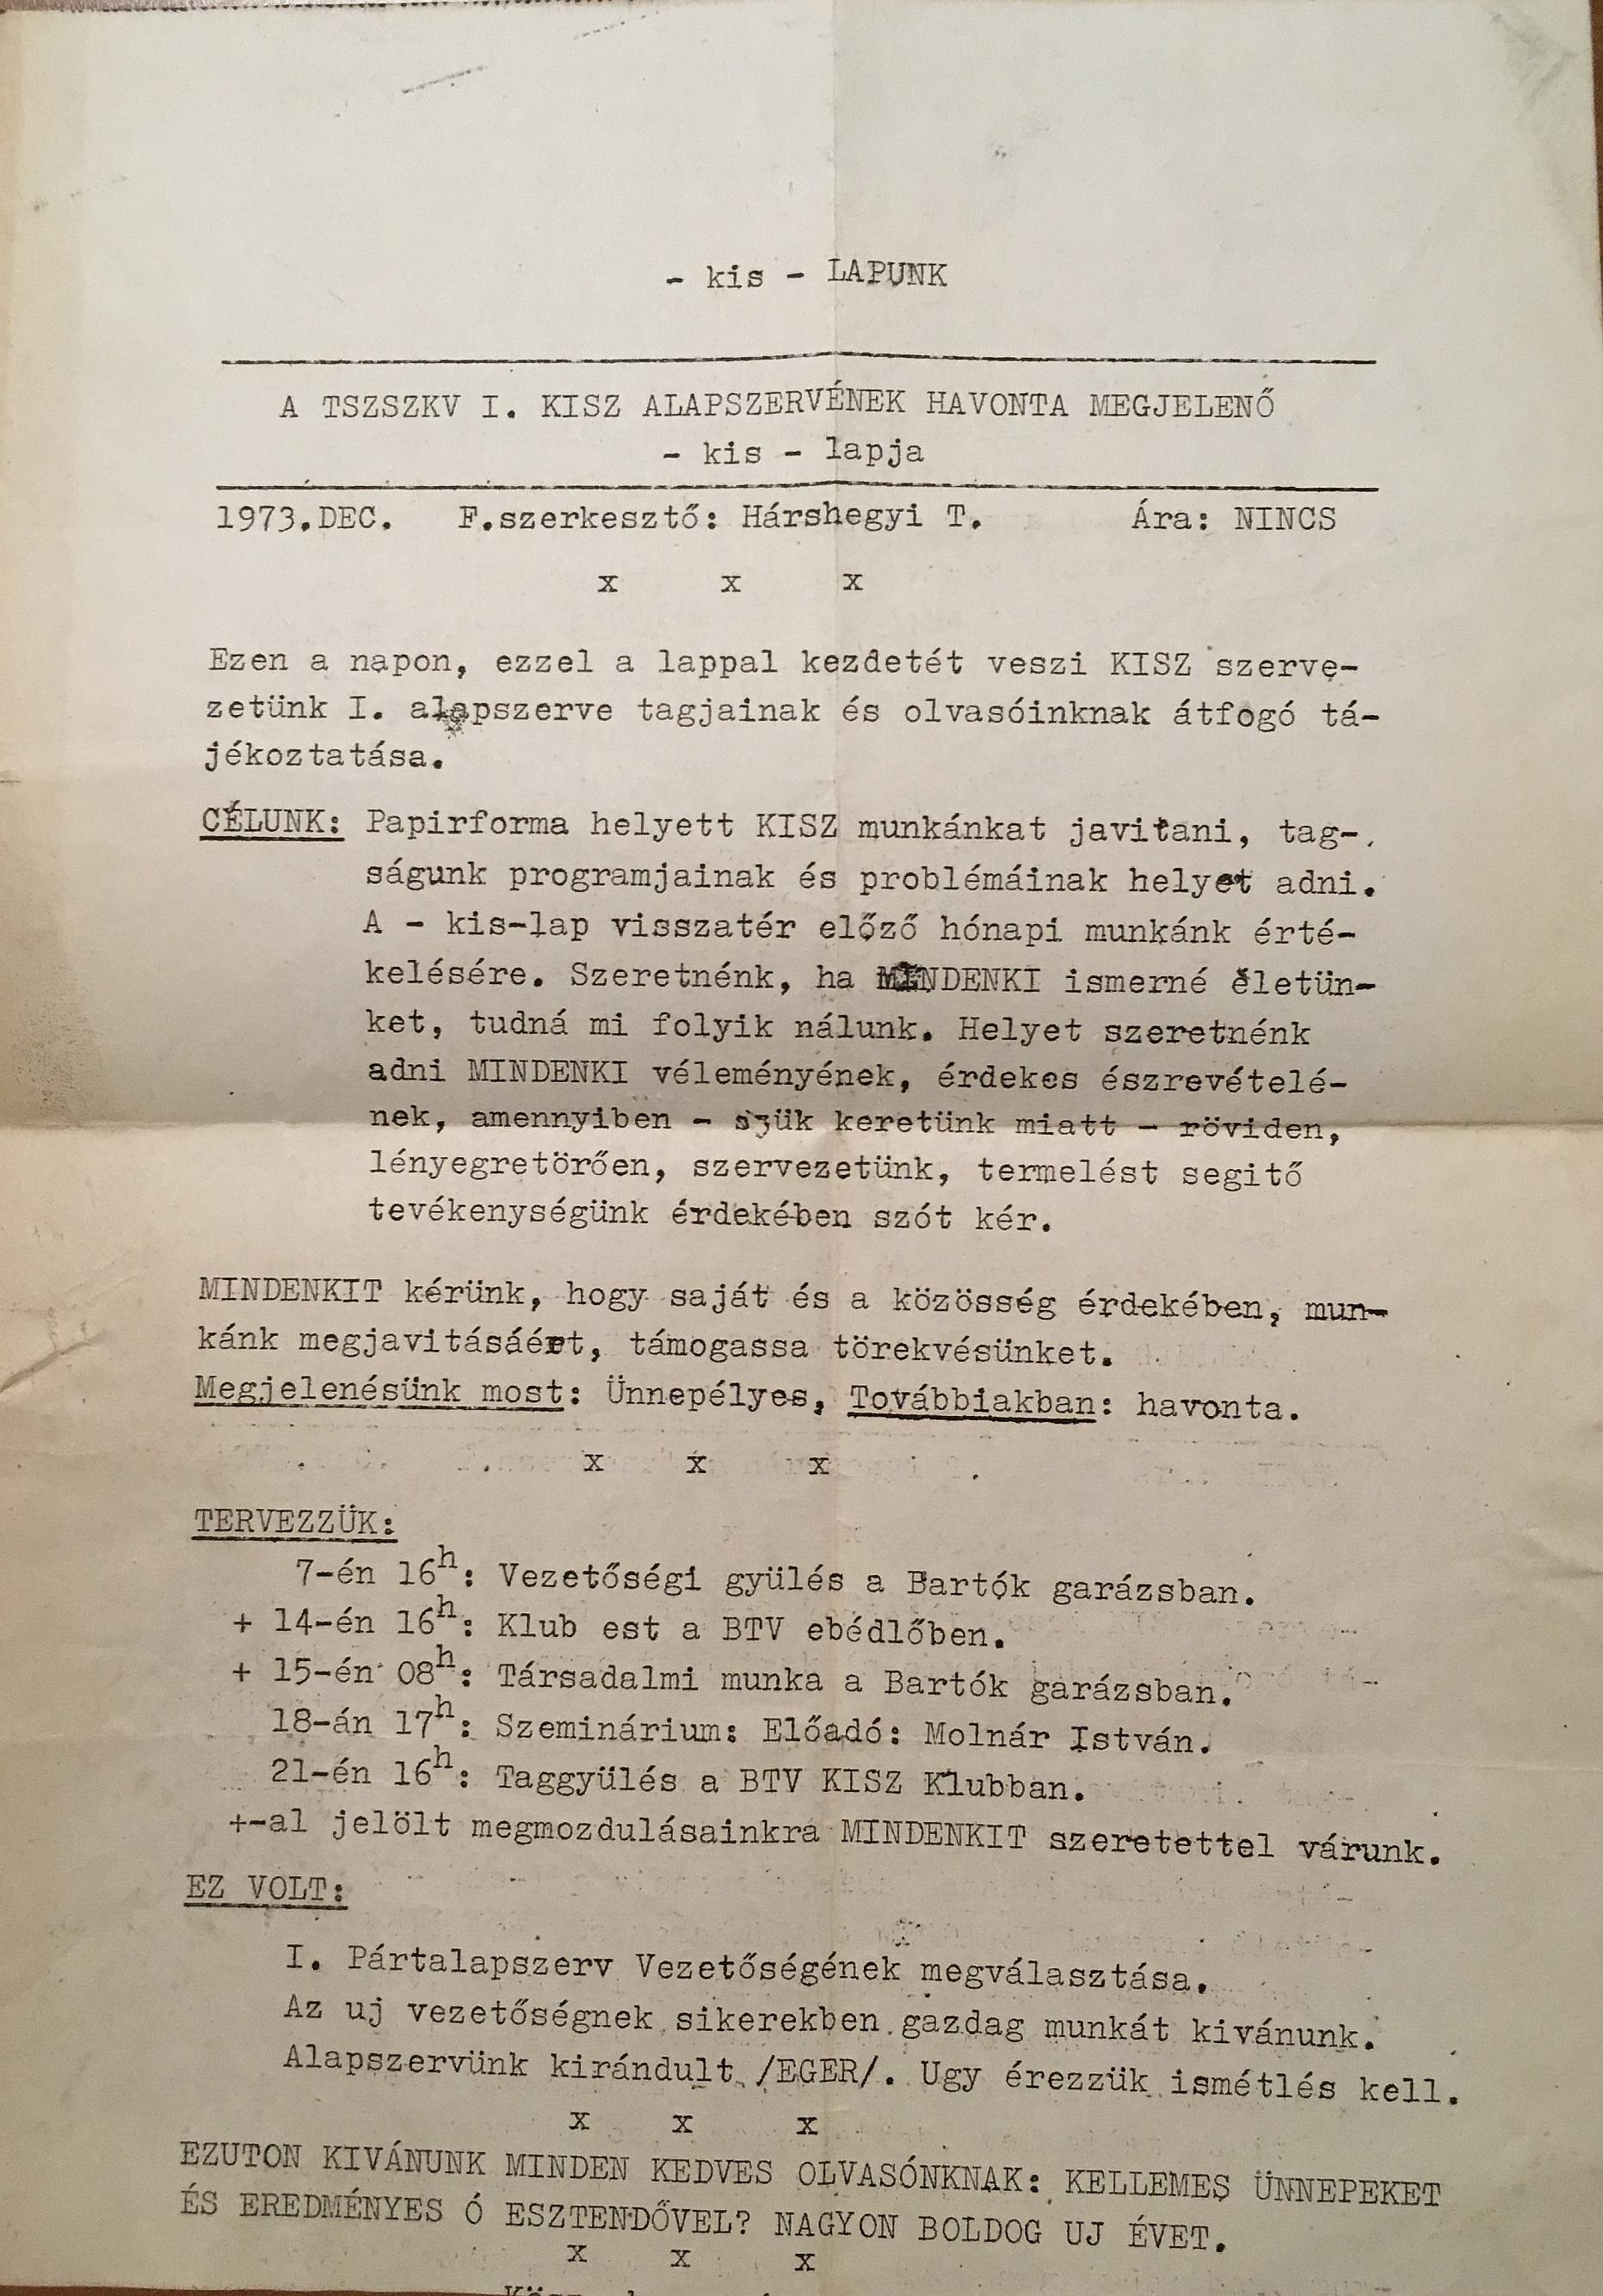 - kis - LAPUNK
A TSZSZKV I. KISZ ALAPSZERVÉNEK HAVONTA MEGJELENŐ
- kis - lapja
1973.DEC. F.szerkesztő: Hárshegyi T. Ára: NINCS
x x x
Ezen a napon, ezzel a lappal kezdetét veszi KISZ szerve-
zetünk I. alapszerve tagjainak és olvasóinknak átfogó tá-
jékoztatása.
CÉLUNK: Papirforma helyett KISZ munkánkat javitani, tag-
ságunk programjainak és problémáinak helyet adni.
A - kis-lap visszatér előző hónapi munkánk érté-
kelésére. Szeretnénk, ha MINDENKI ismerné életün-
ket, tudná mi folyik nálunk. Helyet szeretnénk
adni MINDENKI véleményének, érdekes észrevételé-
nek, amennyiben - szük keretünk miatt - röviden,
lényegretörően, szervezetünk, termelést segitő
tevékenységünk érdekében szót kér.
MINDENKIT kérünk, hogy saját és a közösség érdekében, mun-
kánk megjavitásáért, támogassa törekvésünket.
Megjelenésünk most: Ünnepélyes, Továbbiakban: havonta.
x x x
TERVEZZÜK:
7-én 16h: Vezetőségi gyülés a Bartók garázsban.
+ 14-én 16h: Klub est a BTV ebédlőben.
+ 15-én 08h: Társadalmi munka a Bartók garázsban.
18-án 17h: Szeminárium: Előadó: Molnár István.
21-én 16h: Taggyülés a BTV KISZ Klubban.
+-al jelölt megmozdulásainkra MINDENKIT szeretettel várunk.
EZ VOLT:
I. Pártalapszerv Vezetőségének megválasztása.
Az uj vezetőségnek sikerekben gazdag munkát kivánunk.
Alapszervünk kirándult /EGER/. Ugy érezzük ismétlés kell.
x x x
EZUTON KIVÁNUNK MINDEN KEDVES OLVASÓNKNAK: KELLEMES ÜNNEPEKET
ÉS EREDMÉNYES Ó ESZTENDŐVEL? NAGYON BOLDOG UJ ÉVET.
x x x